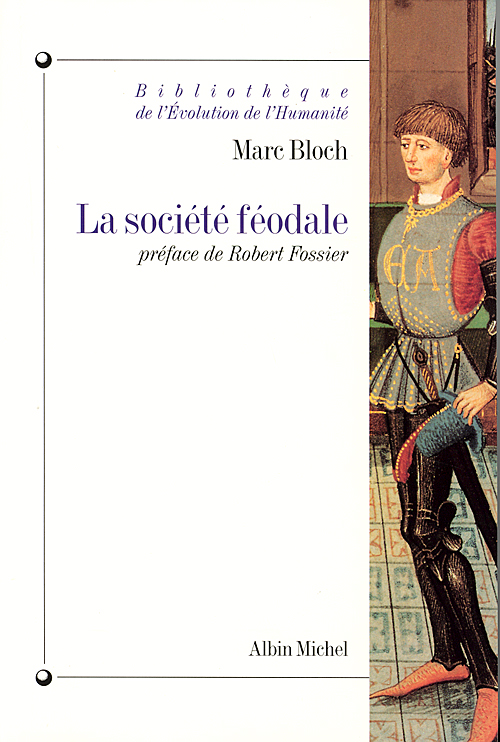 Bibliothèque
de l'Évolution de l'Humanité
Marc Bloch
La société féodale
préface de Robert Fossier
Albin Michel